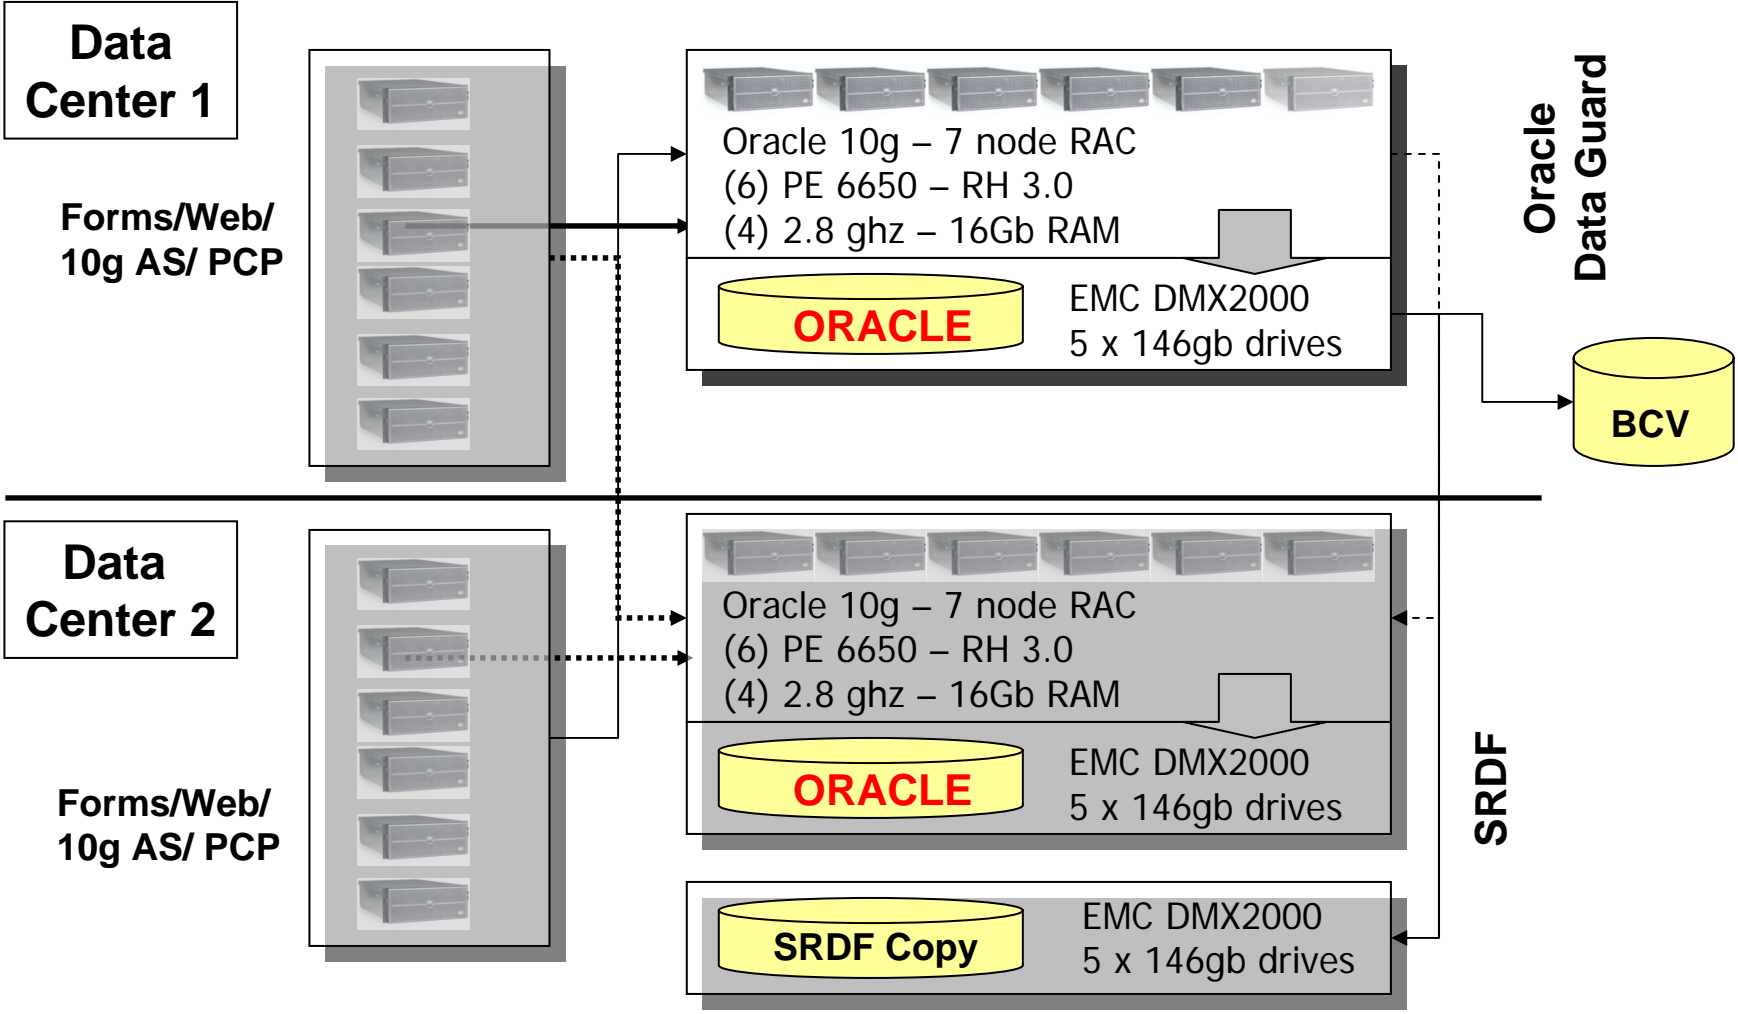 Data
Center 1
Forms/Web/
10g AS/ PCP
Oracle 10g – 7 node RAC
(6) PE 6650 – RH 3.0
(4) 2.8 ghz – 16Gb RAM
ORACLE
EMC DMX2000
5 x 146gb drives
Oracle
Data Guard
BCV
Data
Center 2
Forms/Web/
10g AS/ PCP
Oracle 10g – 7 node RAC
(6) PE 6650 – RH 3.0
(4) 2.8 ghz – 16Gb RAM
ORACLE
EMC DMX2000
5 x 146gb drives
SRDF
SRDF Copy
EMC DMX2000
5 x 146gb drives